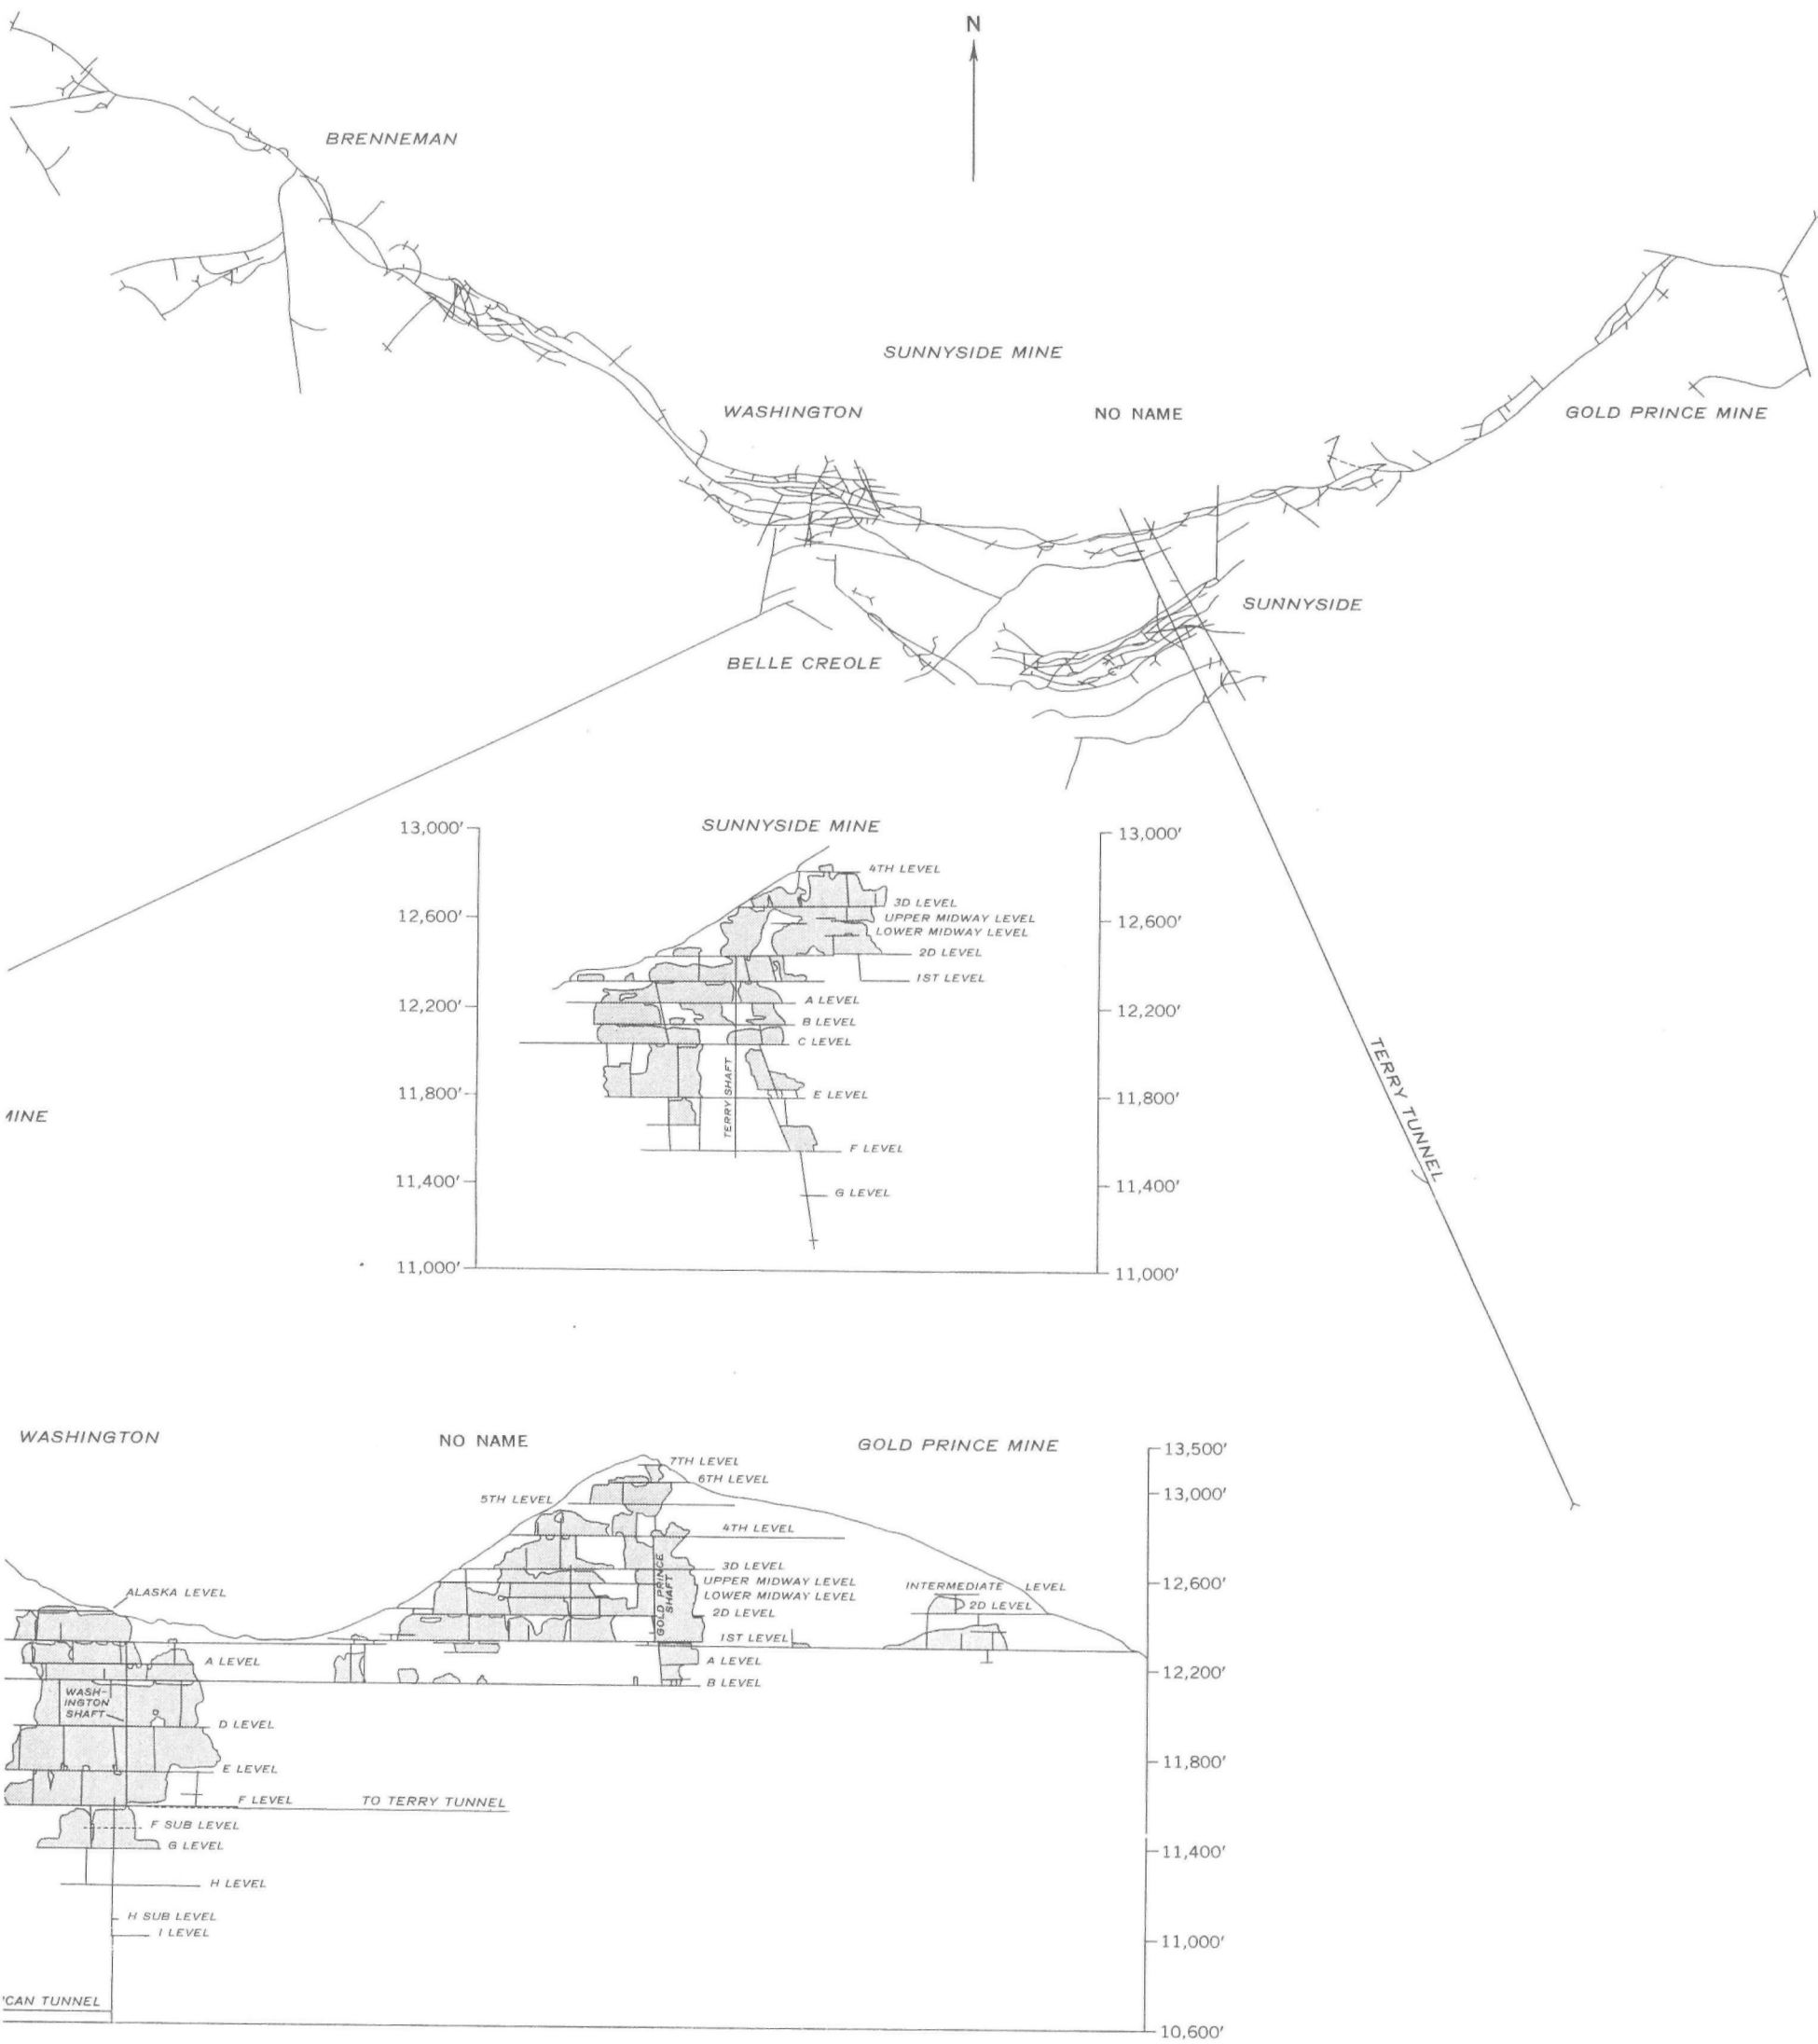 N
BRENNEMAN
SUNNYSIDE MINE
WASHINGTON
NO NAME
GOLD PRINCE MINE
SUNNYSIDE
BELLE CREOLE
TERRY TUNNEL
MINE
SUNNYSIDE MINE
13,000'
12,600'
12,200'
11,800'
11,400'
11,000'
13,000'
12,600'
12,200'
11,800'
11,400'
11,000'
4TH LEVEL
3D LEVEL
UPPER MIDWAY LEVEL
LOWER MIDWAY LEVEL
2D LEVEL
1ST LEVEL
A LEVEL
B LEVEL
C LEVEL
TERRY SHAFT
E LEVEL
F LEVEL
G LEVEL
WASHINGTON
NO NAME
GOLD PRINCE MINE
13,500'
13,000'
12,600'
12,200'
11,800'
11,400'
11,000'
10,600'
7TH LEVEL
6TH LEVEL
5TH LEVEL
4TH LEVEL
3D LEVEL
UPPER MIDWAY LEVEL
LOWER MIDWAY LEVEL
2D LEVEL
GOLD PRINCE
SHAFT
1ST LEVEL
A LEVEL
B LEVEL
INTERMEDIATE LEVEL
2D LEVEL
ALASKA LEVEL
A LEVEL
WASH-
INGTON
SHAFT
D LEVEL
E LEVEL
F LEVEL
TO TERRY TUNNEL
F SUB LEVEL
G LEVEL
H LEVEL
H SUB LEVEL
I LEVEL
ICAN TUNNEL